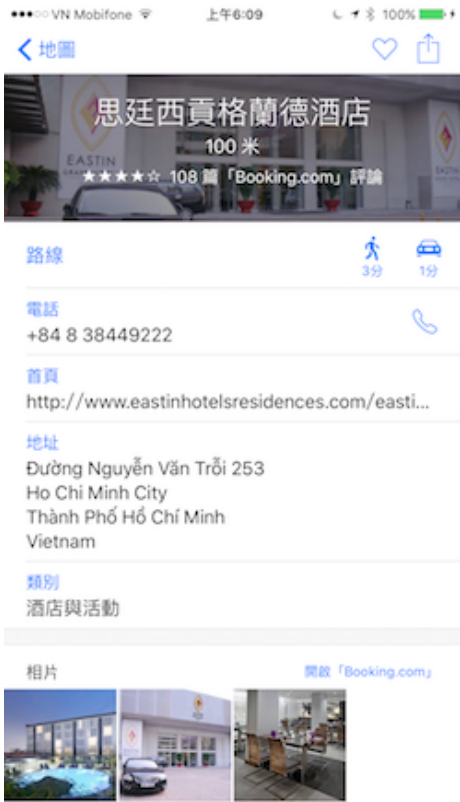 VN Mobifone 上午6:09 100%
地圖
思廷西貢格蘭德酒店
100 米
EASTIN
★★★★☆ 108 篇「Booking.com」評論
路線
3分 1分
電話
+84 8 38449222
首頁
http://www.eastinhotelsresidences.com/easti...
地址
Đường Nguyễn Văn Trỗi 253
Ho Chi Minh City
Thành Phố Hồ Chí Minh
Vietnam
類別
酒店與活動
相片 開啟「Booking.com」